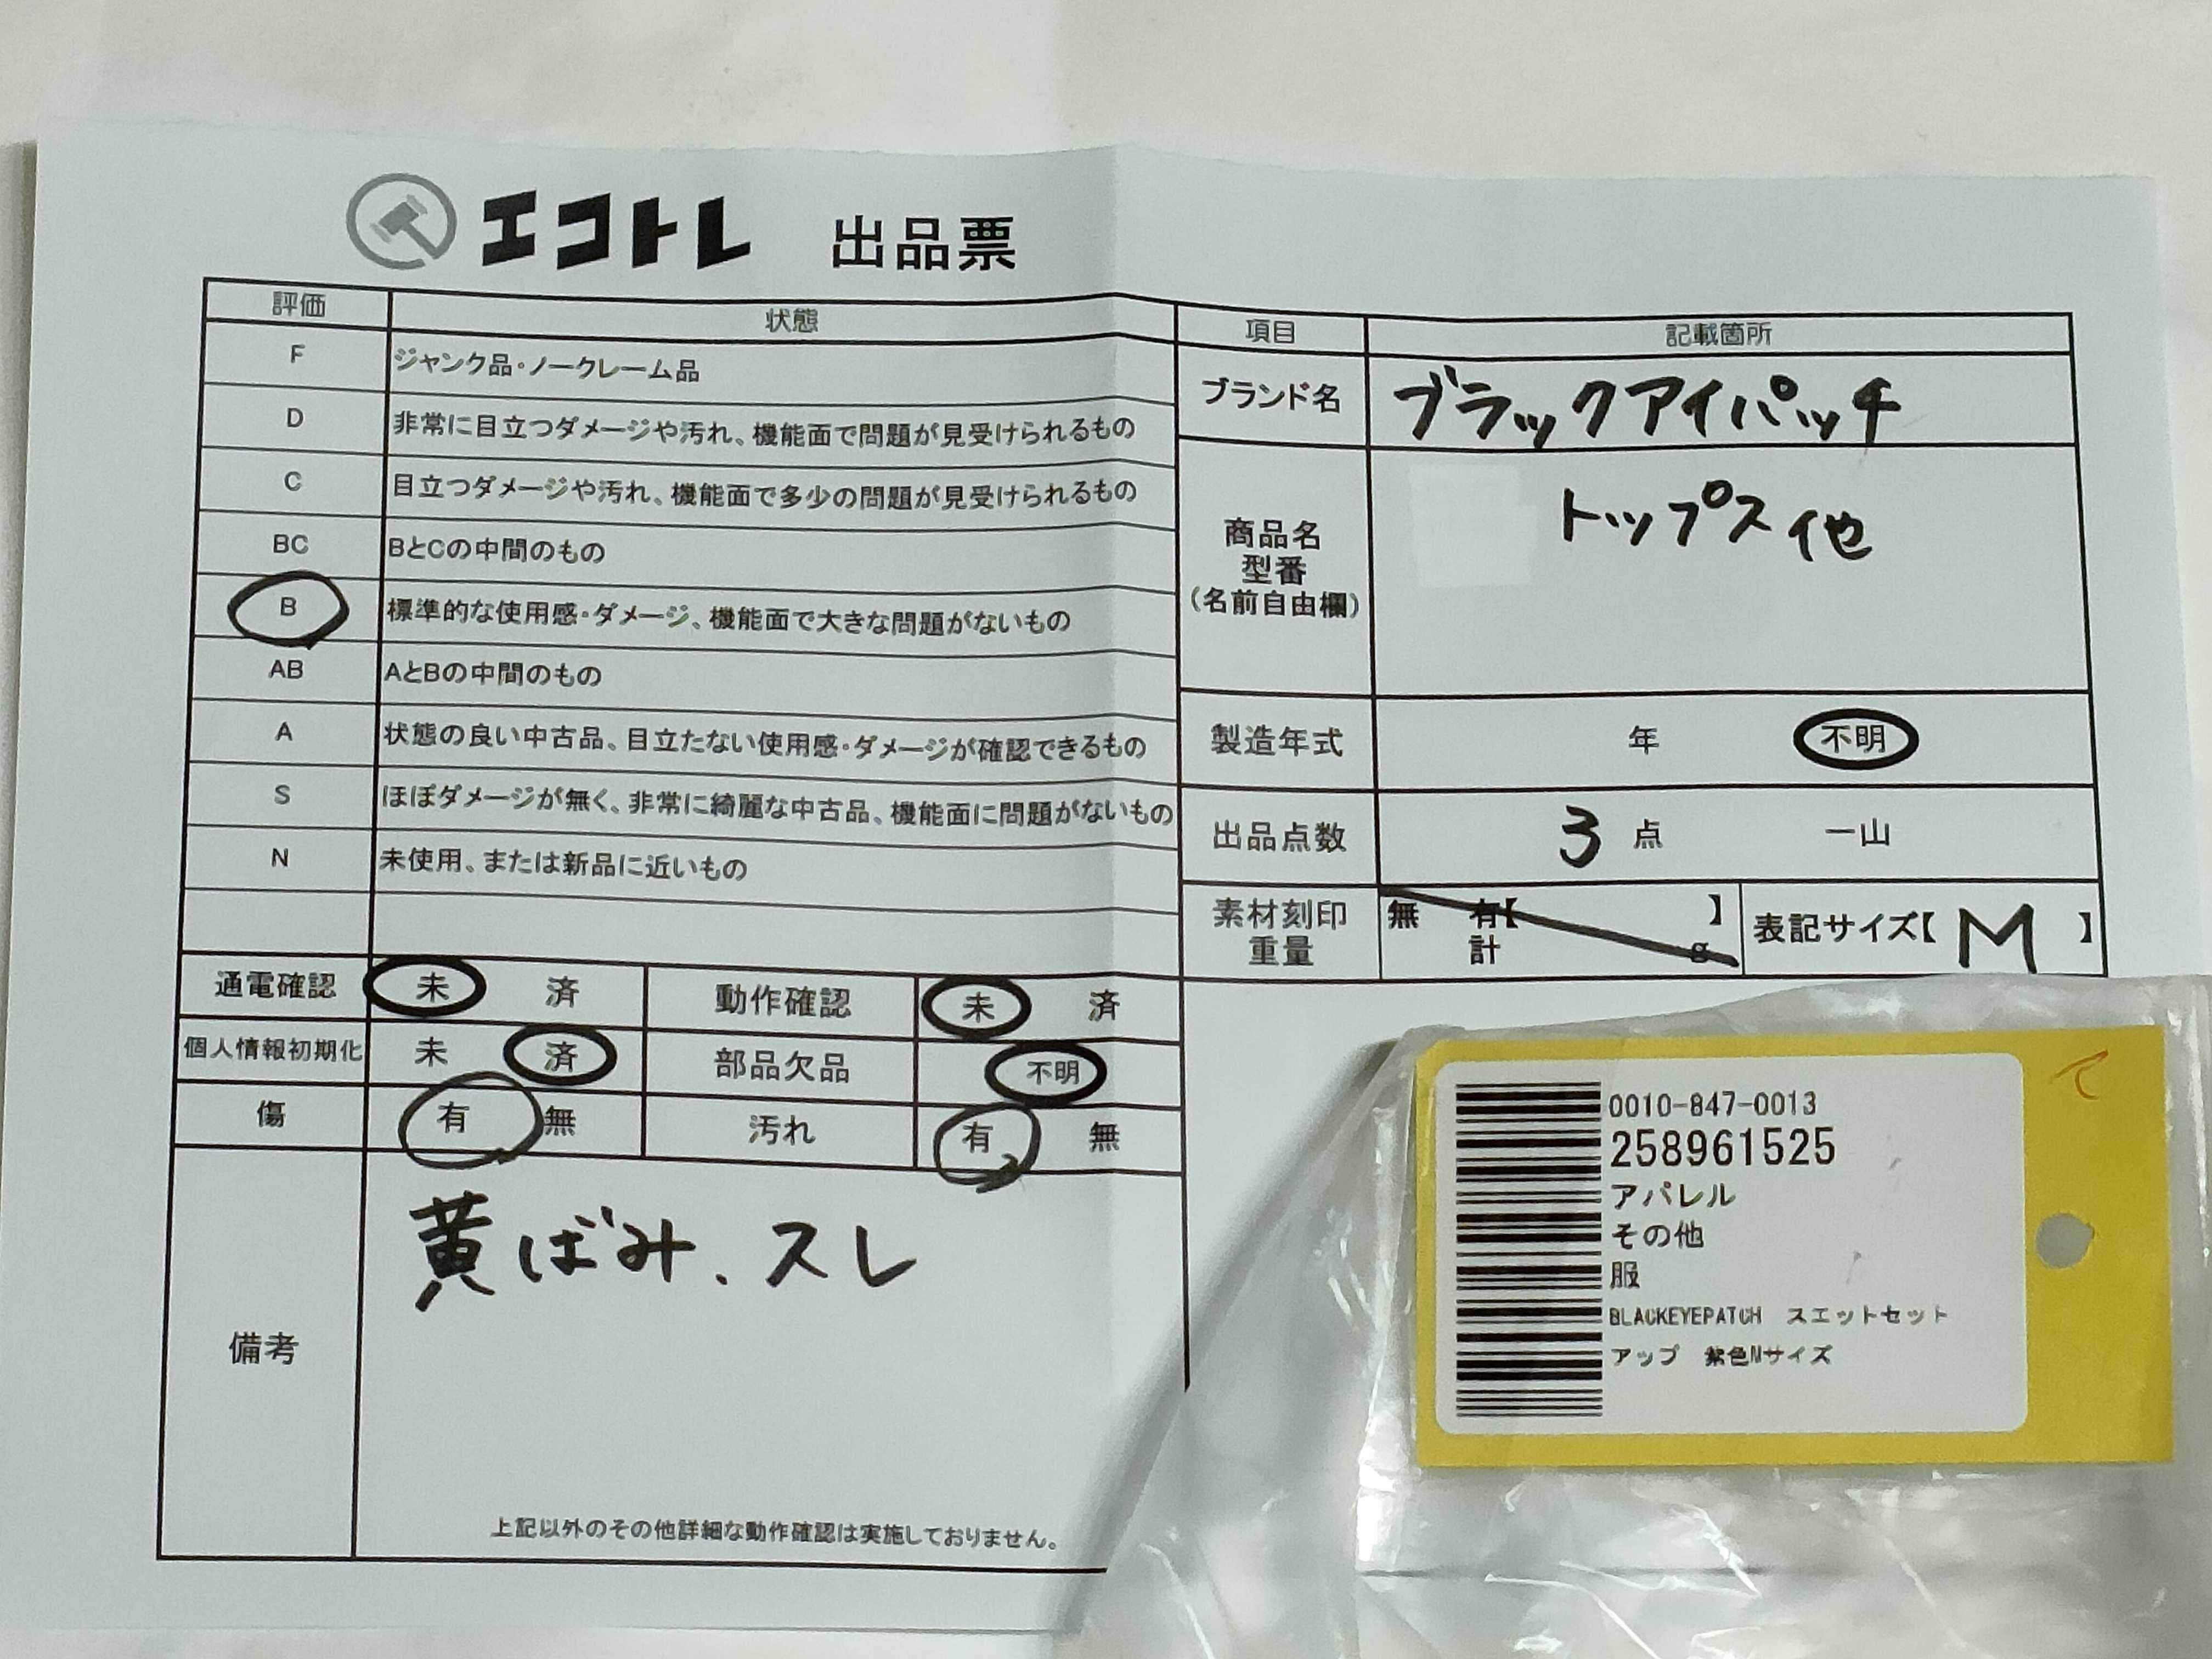 エコトレ 出品票
評価 状態
F ジャンク品・ノークレーム品
D 非常に目立つダメージや汚れ、機能面で問題が見受けられるもの
C 目立つダメージや汚れ、機能面で多少の問題が見受けられるもの
BC BとCの中間のもの
B 標準的な使用感・ダメージ、機能面で大きな問題がないもの
AB AとBの中間のもの
A 状態の良い中古品、目立たない使用感・ダメージが確認できるもの
S ほぼダメージが無く、非常に綺麗な中古品、機能面に問題がないもの
N 未使用、または新品に近いもの
通電確認 未 済 動作確認 未 済
個人情報初期化 未 済 部品欠品 不明
傷 有 無 汚れ 有 無
備考 黄ばみ、スレ
上記以外のその他詳細な動作確認は実施しておりません。
項目 記載箇所
ブランド名 ブラックアイパッチ
商品名
型番
(名前自由欄)
トップス 他
製造年式 年 不明
出品点数 3 点 一山
素材刻印
重量
無 有【 】
計 g
表記サイズ【 M 】
0010-847-0013
258961525
アパレル
その他
服
BLACKEYEPATCH スエットセット
アップ 紫色Mサイズ